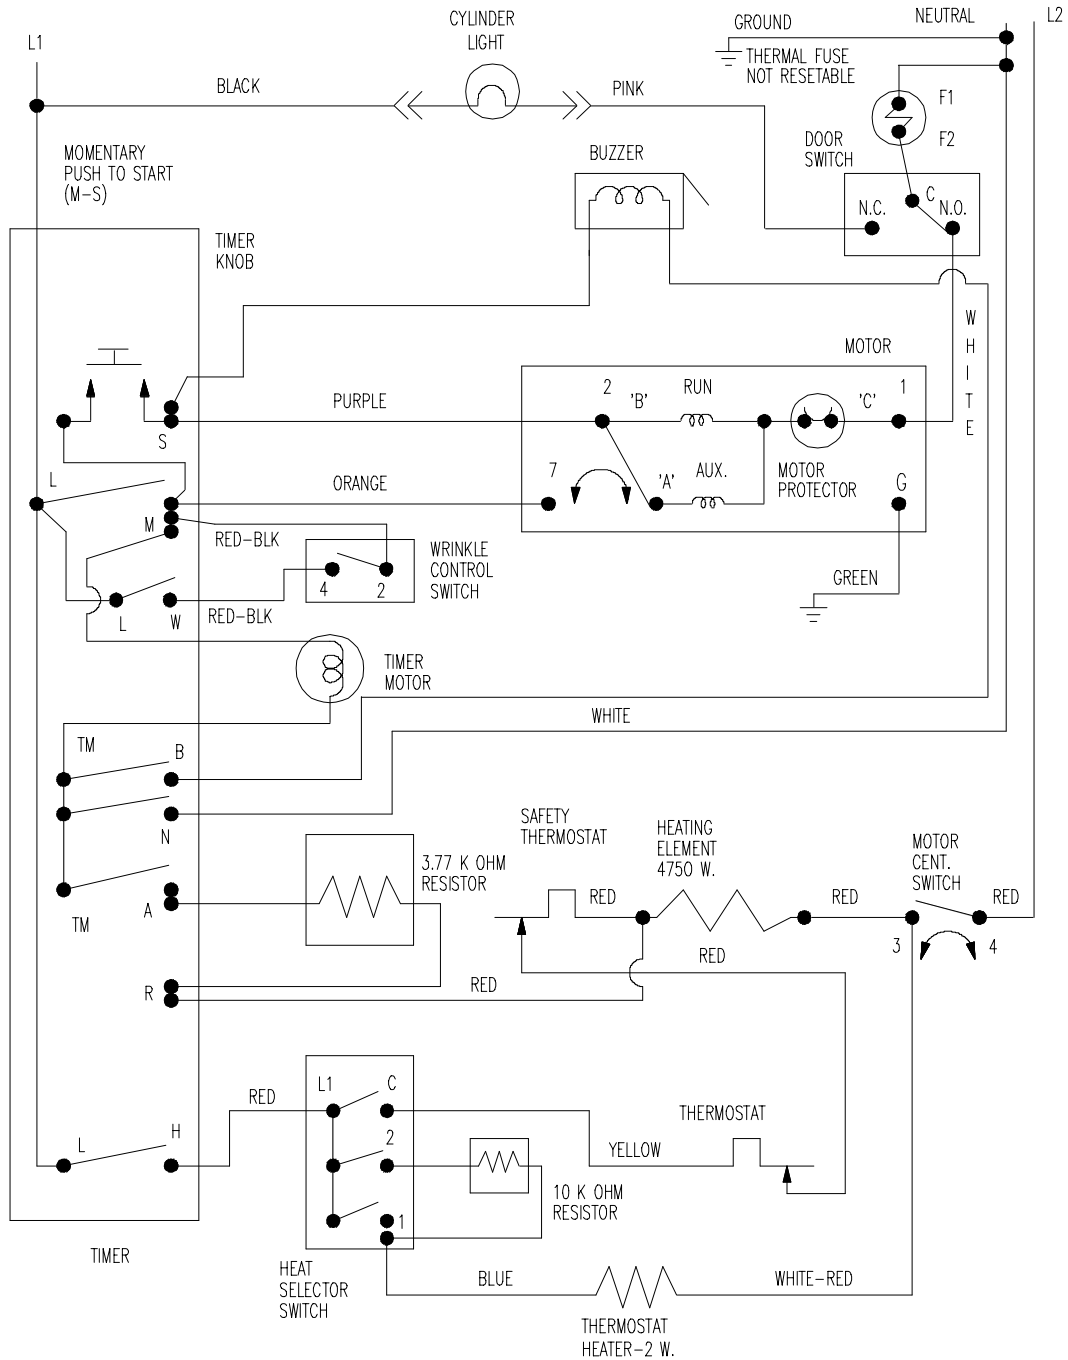 L1
CYLINDER
LIGHT
GROUND
NEUTRAL
L2
THERMAL FUSE
NOT RESETABLE
BLACK
PINK
F1
F2
DOOR
SWITCH
MOMENTARY
PUSH TO START
(M-S)
BUZZER
C
N.C.
N.O.
TIMER
KNOB
W
H
I
T
E
MOTOR
PURPLE
2
'B'
RUN
'C'
1
S
L
ORANGE
7
'A'
AUX.
MOTOR
PROTECTOR
G
M
RED-BLK
WRINKLE
CONTROL
SWITCH
4
2
GREEN
L
W
RED-BLK
TIMER
MOTOR
WHITE
TM
B
N
SAFETY
THERMOSTAT
HEATING
ELEMENT
4750 W.
MOTOR
CENT.
SWITCH
3.77 K OHM
RESISTOR
RED
RED
RED
A
TM
3
4
RED
R
RED
L1
C
RED
THERMOSTAT
L
H
2
YELLOW
10 K OHM
RESISTOR
1
TIMER
HEAT
SELECTOR
SWITCH
BLUE
WHITE-RED
THERMOSTAT
HEATER-2 W.